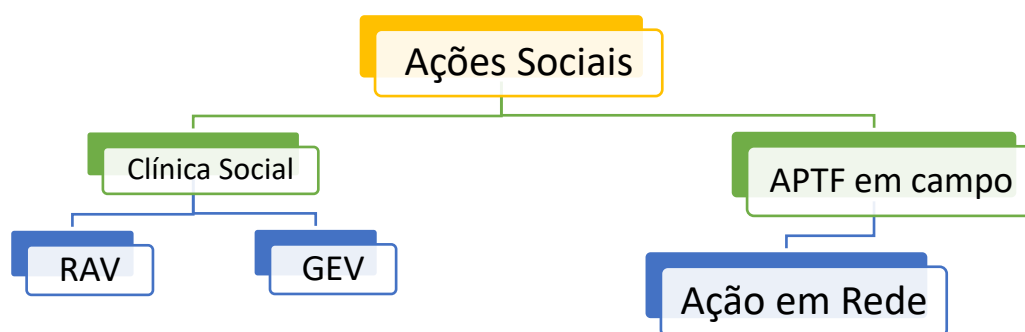 Ações Sociais
Clínica Social
APTF em campo
RAV
GEV
Ação em Rede